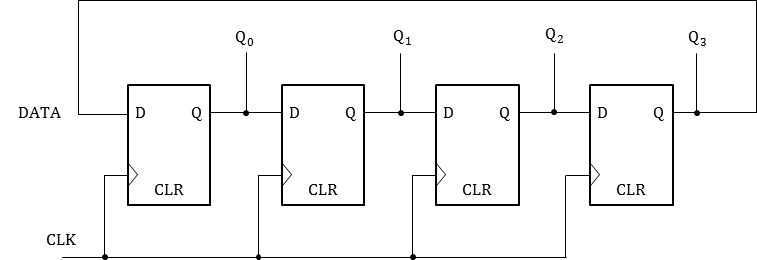 Q₀ Q₁ Q₂ Q₃
DATA D Q D Q D Q D Q
CLR CLR CLR CLR
CLK